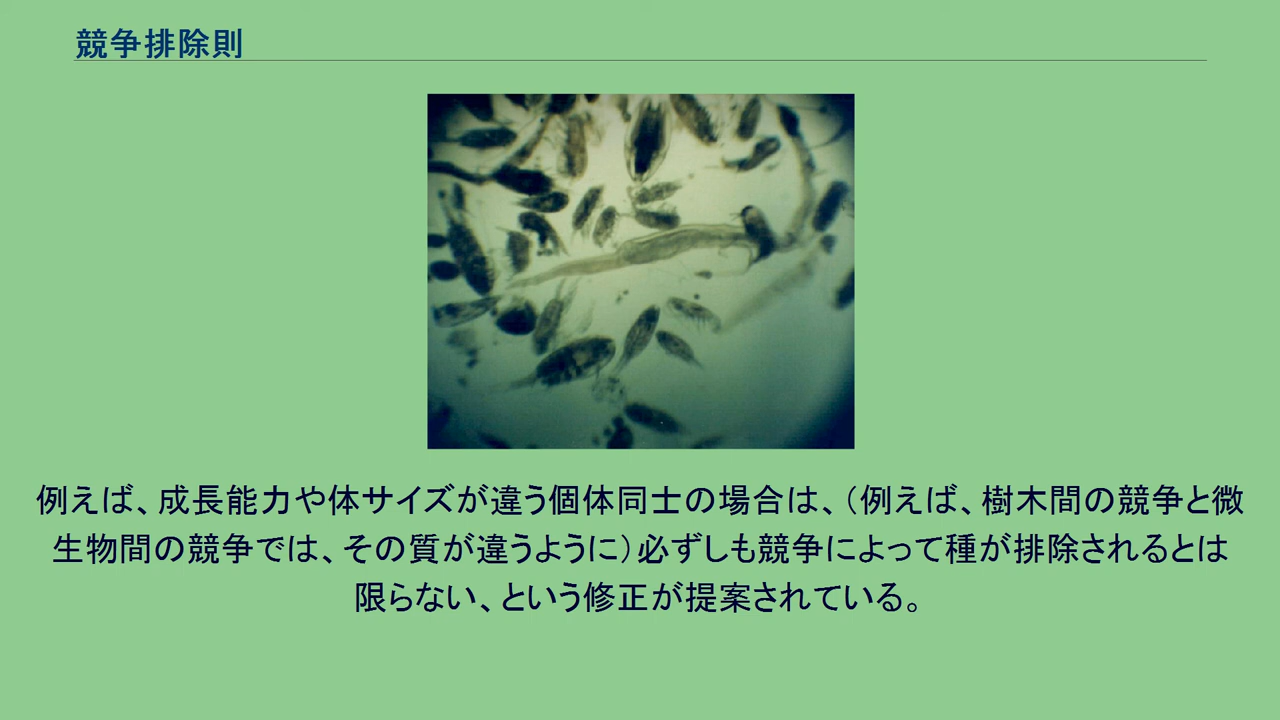 競争排除則
例えば、成長能力や体サイズが違う個体同士の場合は、（例えば、樹木間の競争と微
生物間の競争では、その質が違うように）必ずしも競争によって種が排除されるとは
限らない、という修正が提案されている。